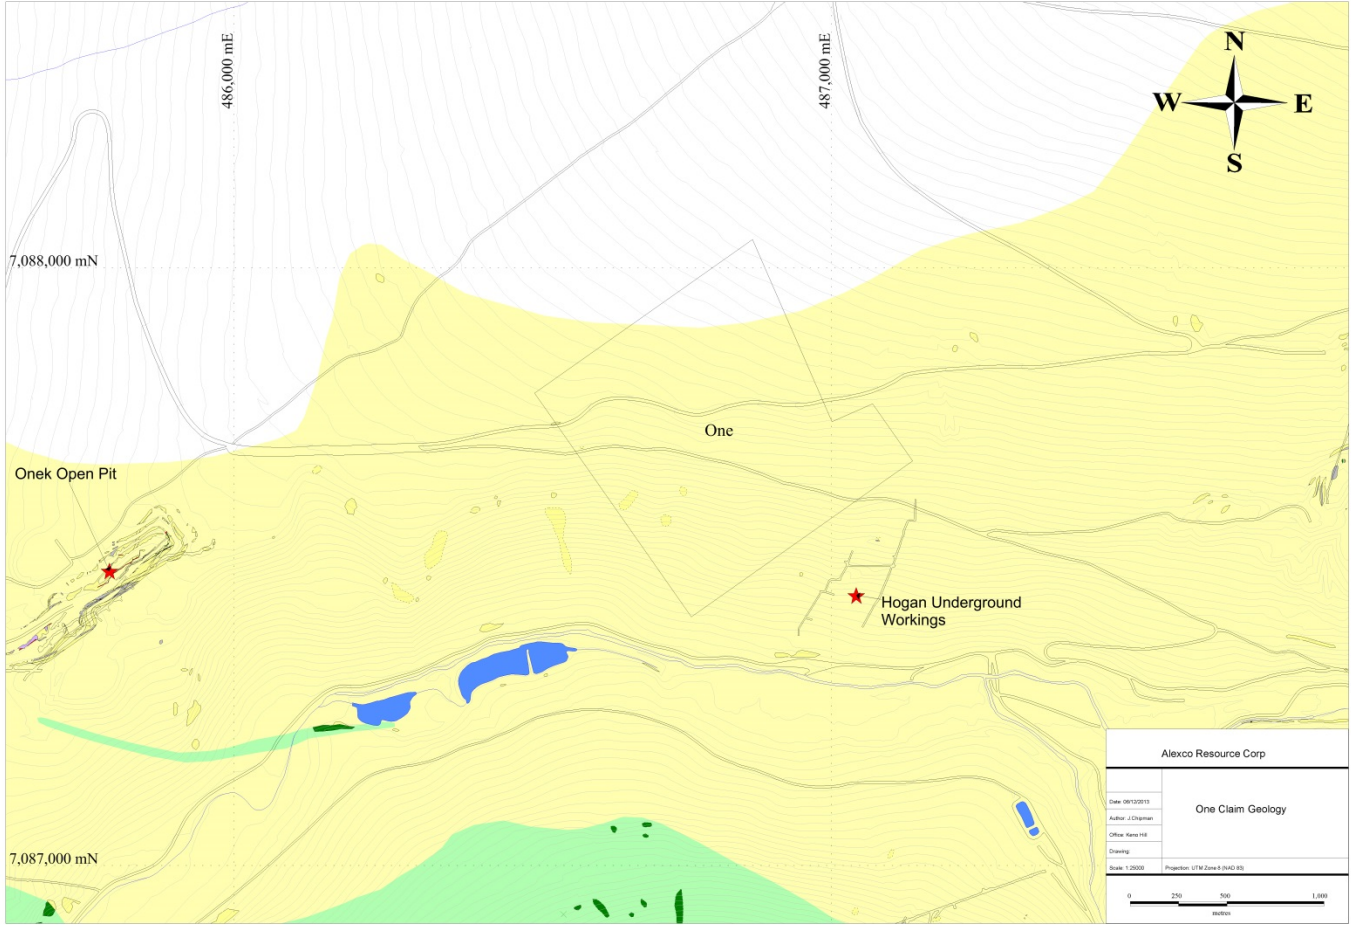 486,000 mE
487,000 mE
N
W E
S
7,088,000 mN
One
Onek Open Pit
Hogan Underground
Workings
7,087,000 mN
Alexco Resource Corp
One Claim Geology
Date: 08/12/2013
Author: J.Chipman
Office: Keno Hill
Drawing:
Scale: 1:25000
Projection: UTM Zone 8 (NAD 83)
0 250 500 1,000
metres